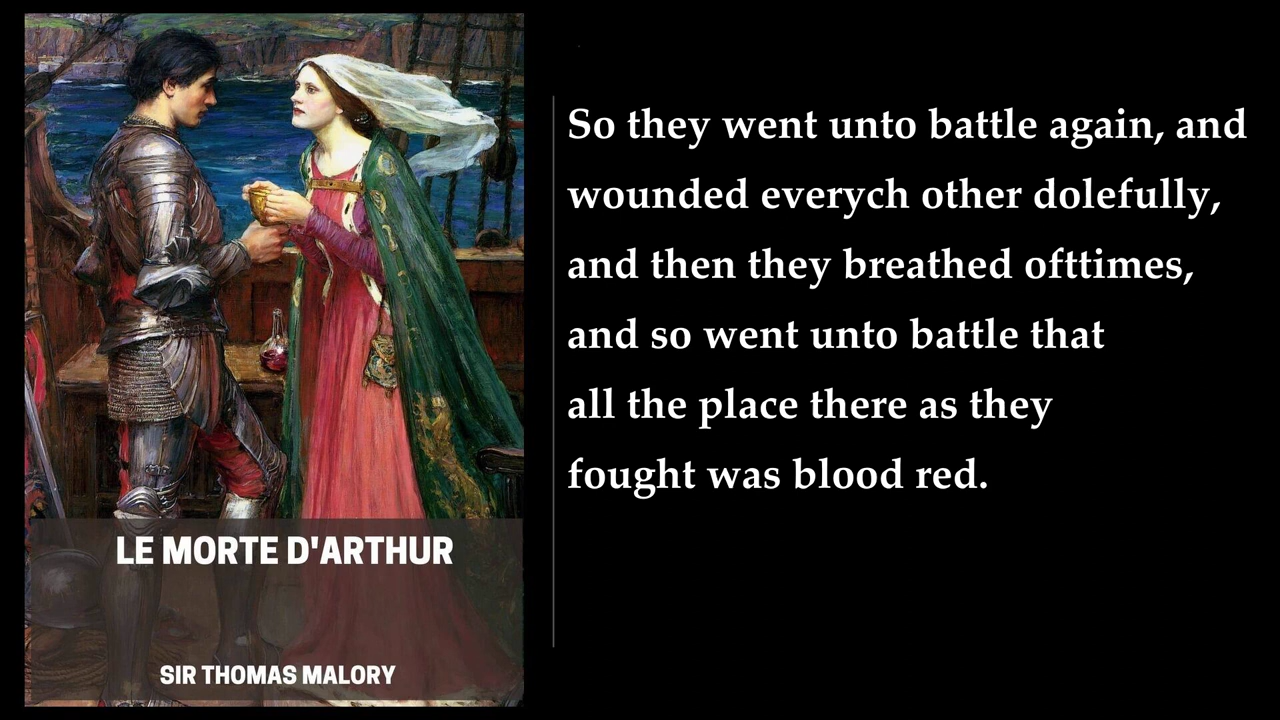 LE MORTE D'ARTHUR
SIR THOMAS MALORY
So they went unto battle again, and
wounded everych other dolefully,
and then they breathed ofttimes,
and so went unto battle that
all the place there as they
fought was blood red.